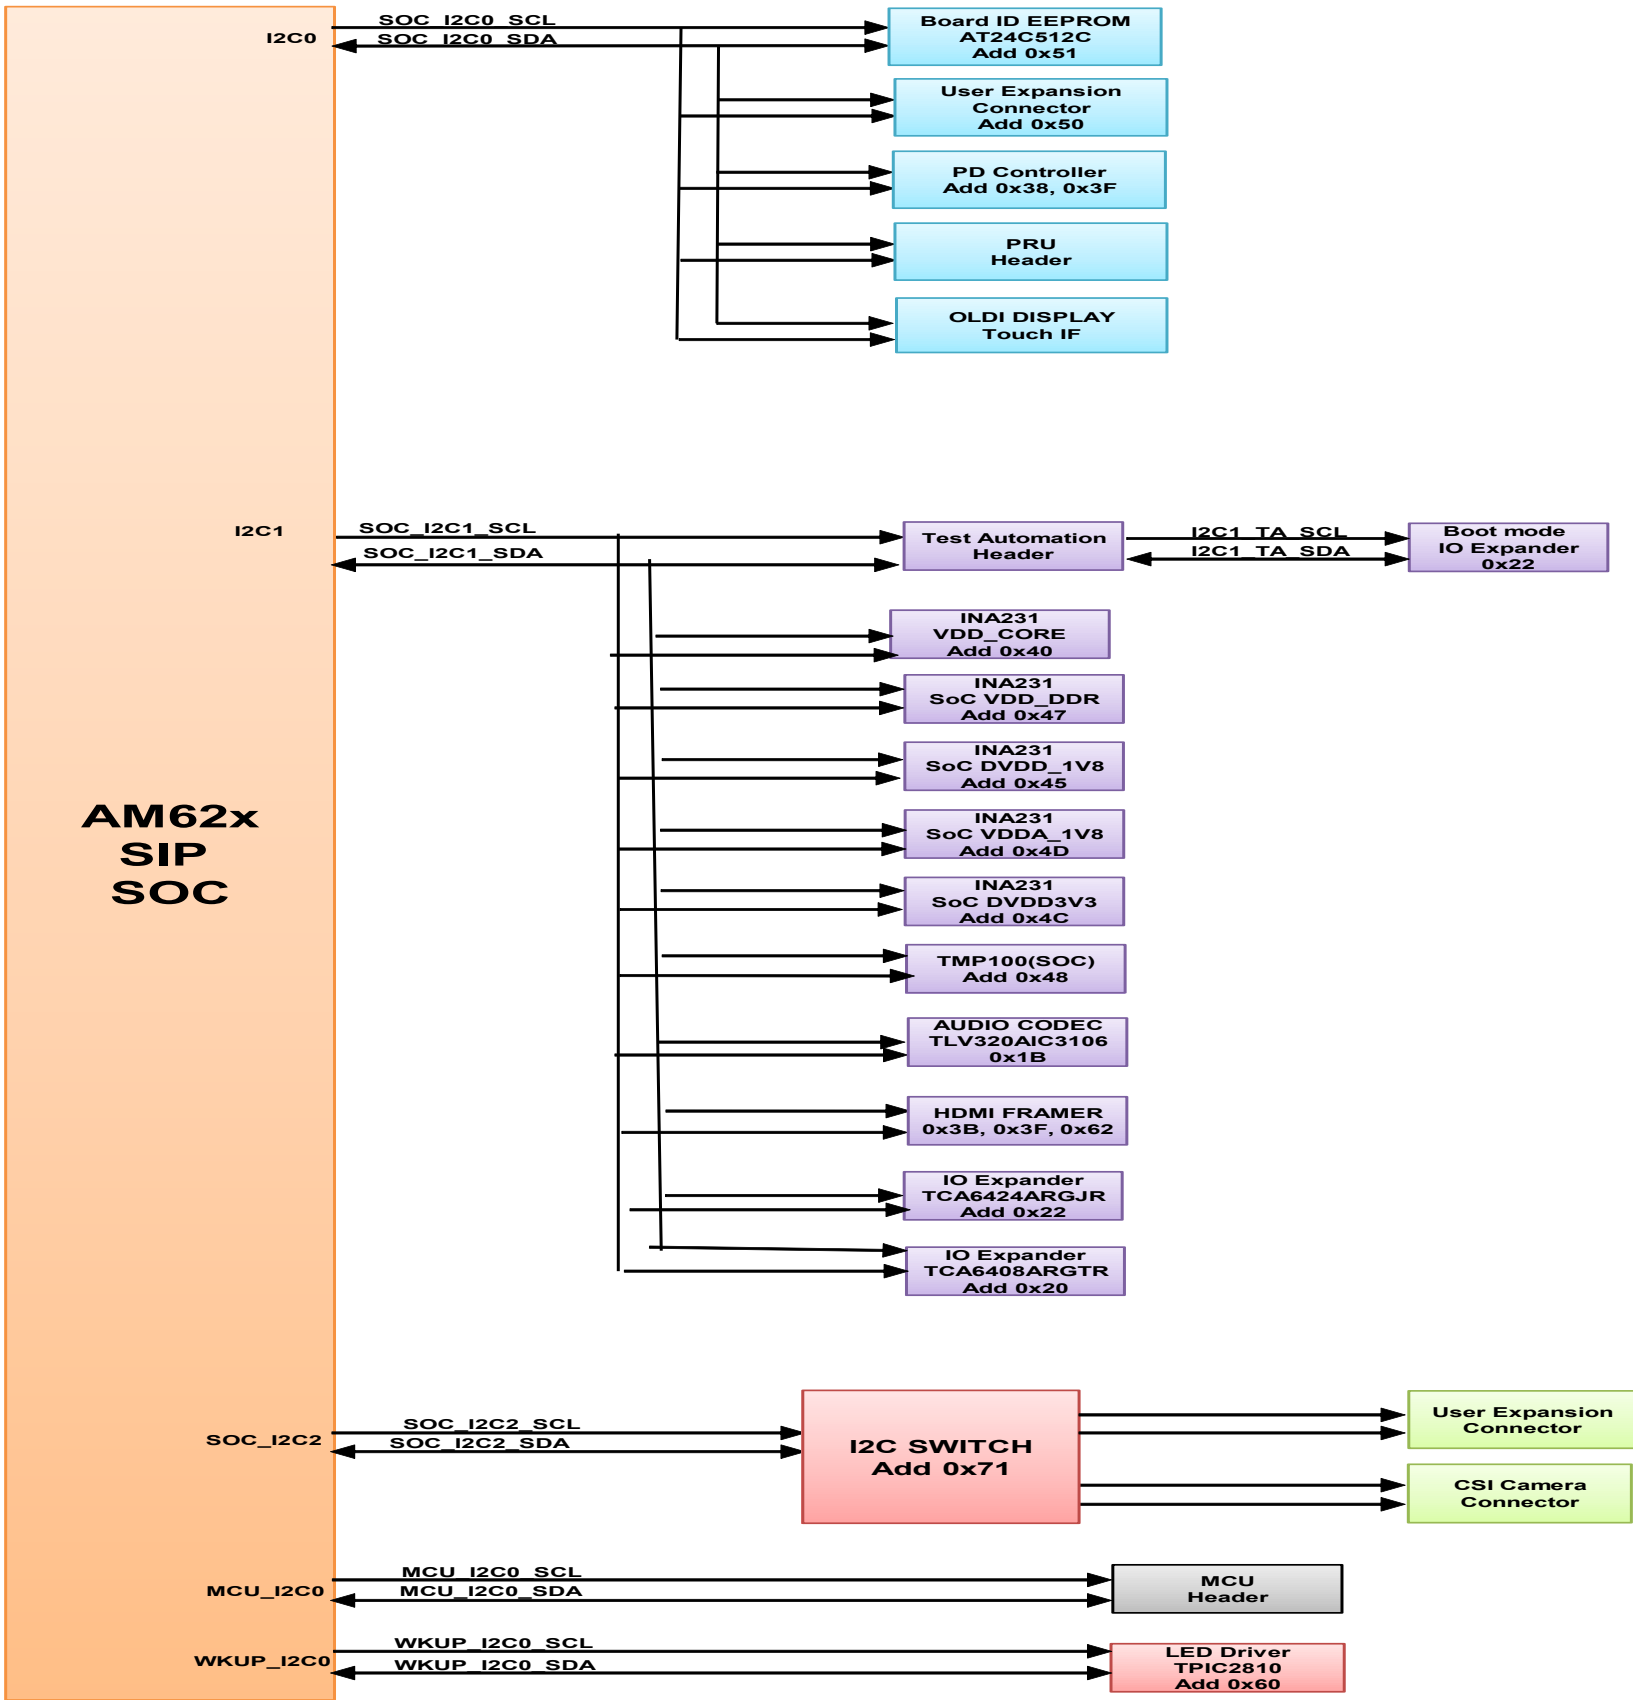 I2C0
SOC_I2C0_SCL
SOC_I2C0_SDA
Board ID EEPROM
AT24C512C
Add 0x51
User Expansion
Connector
Add 0x50
PD Controller
Add 0x38, 0x3F
PRU
Header
OLDI DISPLAY
Touch IF
I2C1
SOC_I2C1_SCL
SOC_I2C1_SDA
Test Automation
Header
I2C1_TA_SCL
I2C1_TA_SDA
Boot mode
IO Expander
0x22
INA231
VDD_CORE
Add 0x40
INA231
SoC VDD_DDR
Add 0x47
INA231
SoC DVDD_1V8
Add 0x45
INA231
SoC VDDA_1V8
Add 0x4D
INA231
SoC DVDD3V3
Add 0x4C
TMP100(SOC)
Add 0x48
AUDIO CODEC
TLV320AIC3106
0x1B
HDMI FRAMER
0x3B, 0x3F, 0x62
IO Expander
TCA6424ARGJR
Add 0x22
IO Expander
TCA6408ARGTR
Add 0x20
AM62x
SIP
SOC
SOC_I2C2
SOC_I2C2_SCL
SOC_I2C2_SDA
I2C SWITCH
Add 0x71
User Expansion
Connector
CSI Camera
Connector
MCU_I2C0
MCU_I2C0_SCL
MCU_I2C0_SDA
MCU
Header
WKUP_I2C0
WKUP_I2C0_SCL
WKUP_I2C0_SDA
LED Driver
TPIC2810
Add 0x60